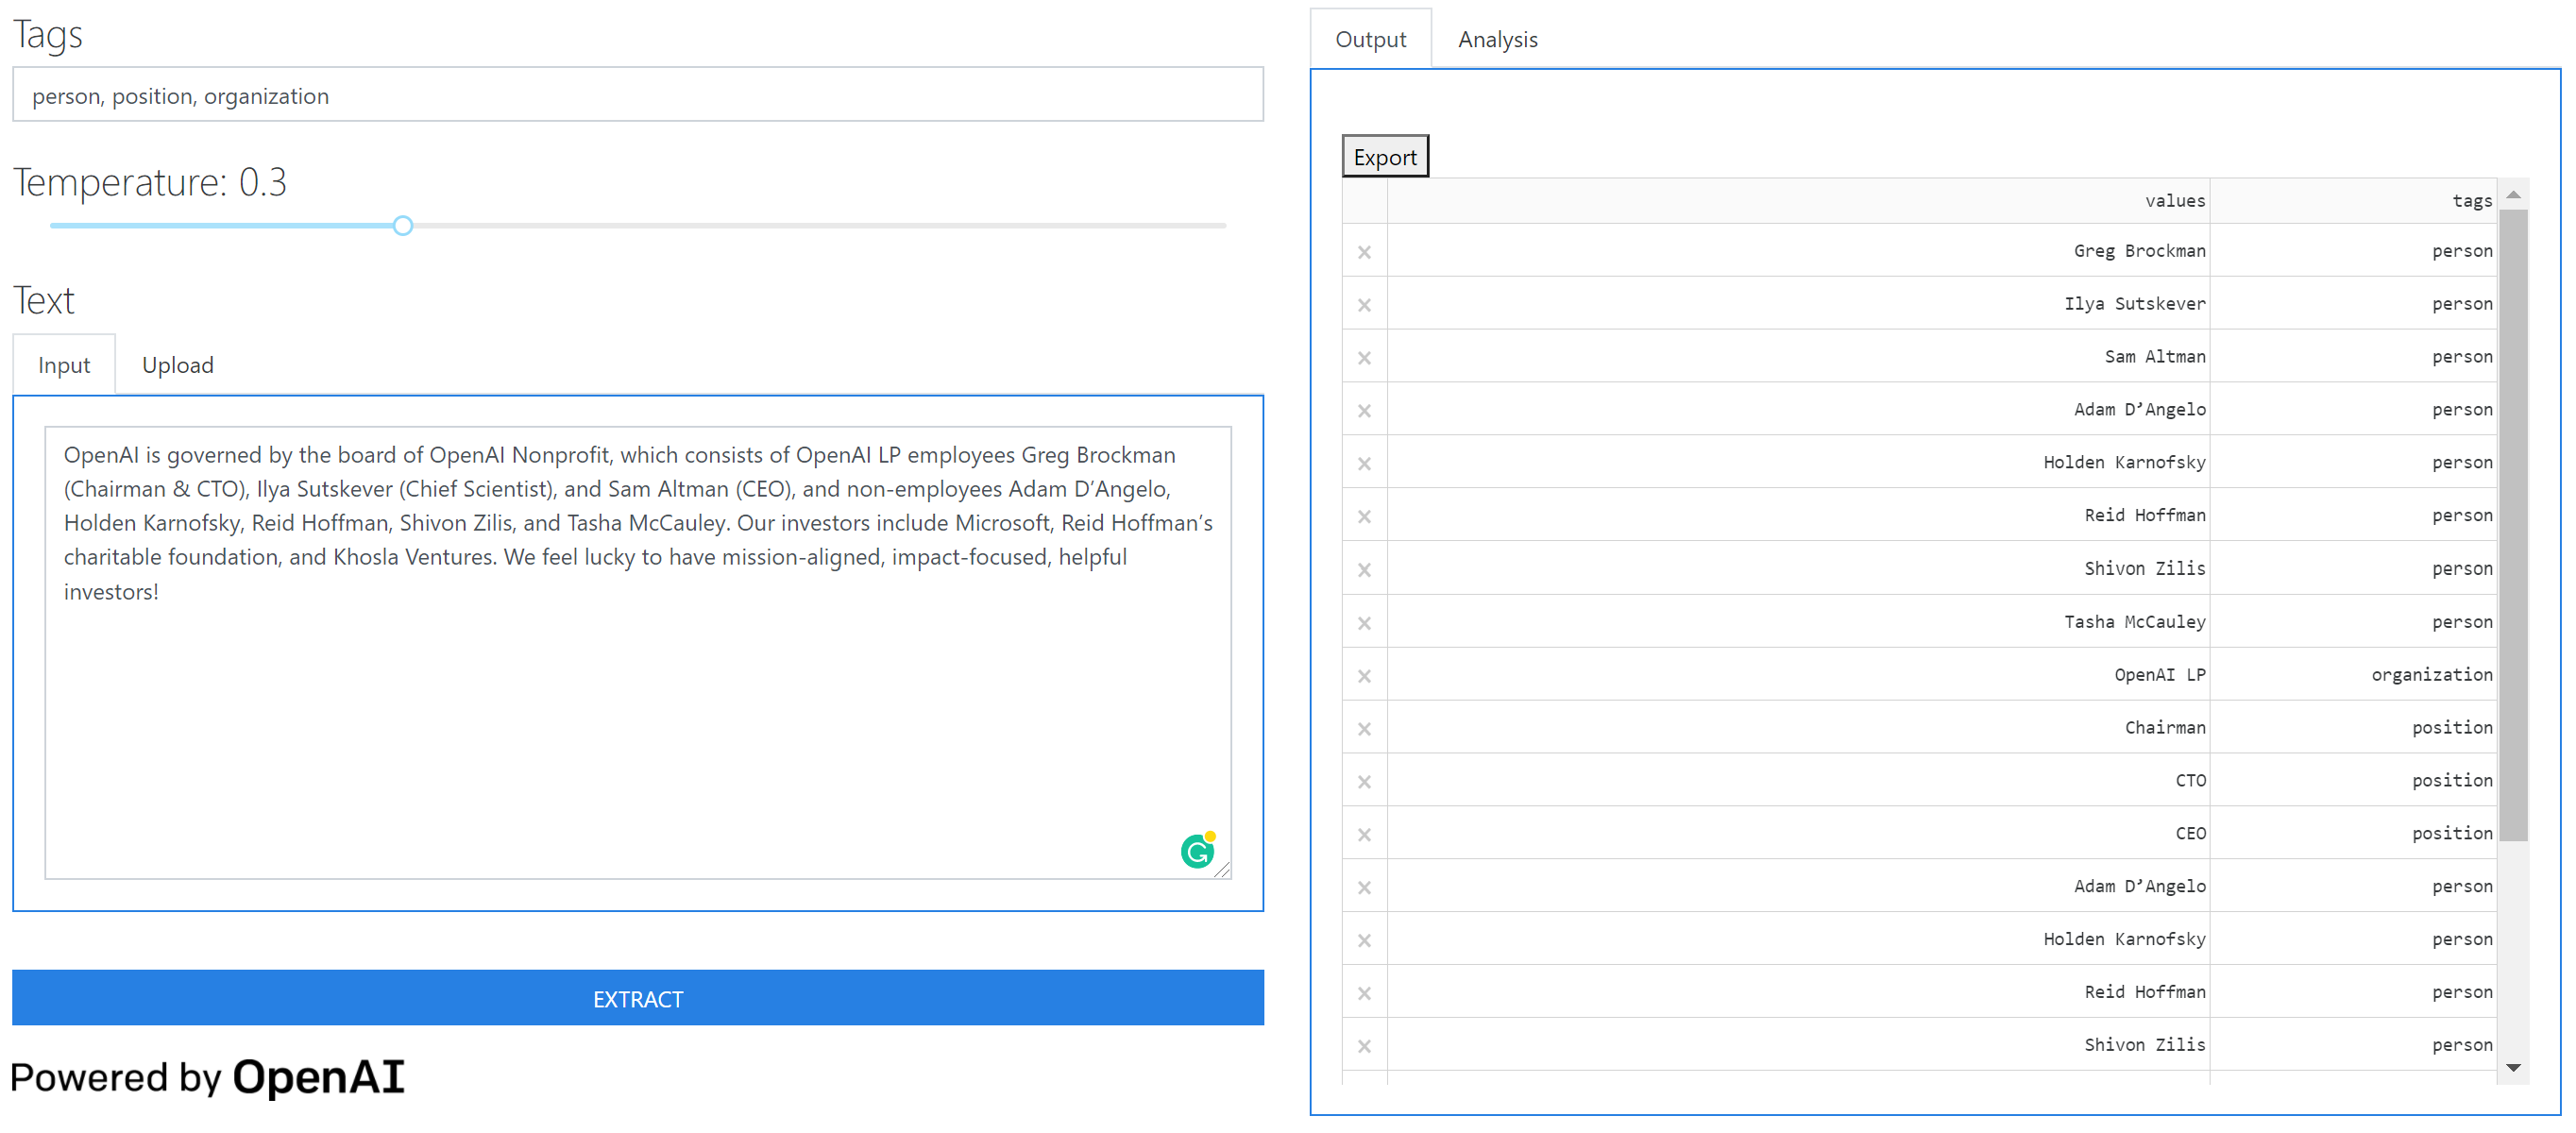 Tags
person, position, organization
Temperature: 0.3
Text
Input Upload
OpenAI is governed by the board of OpenAI Nonprofit, which consists of OpenAI LP employees Greg Brockman
(Chairman & CTO), Ilya Sutskever (Chief Scientist), and Sam Altman (CEO), and non-employees Adam D’Angelo,
Holden Karnofsky, Reid Hoffman, Shivon Zilis, and Tasha McCauley. Our investors include Microsoft, Reid Hoffman’s
charitable foundation, and Khosla Ventures. We feel lucky to have mission-aligned, impact-focused, helpful
investors!
EXTRACT
Powered by OpenAI
Output Analysis
Export
values tags
Greg Brockman person
Ilya Sutskever person
Sam Altman person
Adam D’Angelo person
Holden Karnofsky person
Reid Hoffman person
Shivon Zilis person
Tasha McCauley person
OpenAI LP organization
Chairman position
CTO position
CEO position
Adam D’Angelo person
Holden Karnofsky person
Reid Hoffman person
Shivon Zilis person